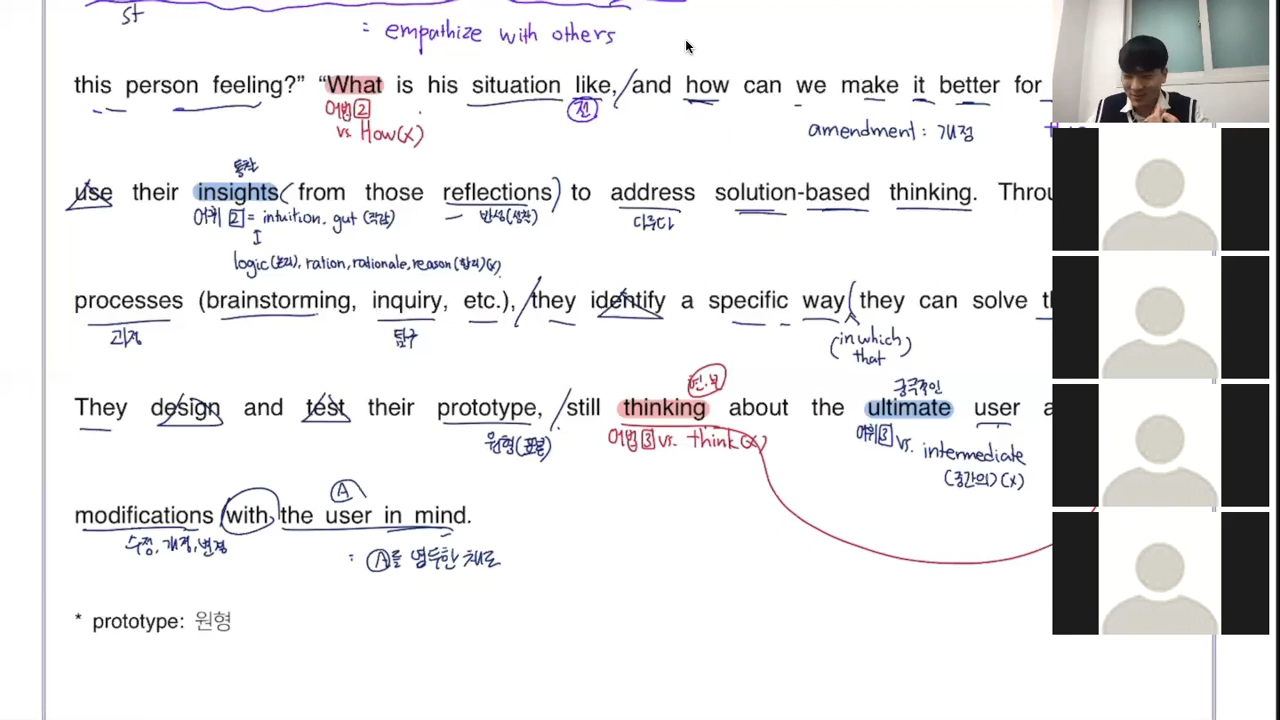 st
= empathize with others
this person feeling?” “What is his situation like, and how can we make it better for
어법 2 전
vs. How(x) amendment : 개정
통찰
use their insights (from those reflections) to address solution-based thinking. Throu
어휘 2 = intuition. gut (직감) 반성(성찰) 다루다
logic(논리), ration, rationale, reason(합리)(x)
processes (brainstorming, inquiry, etc.), they identify a specific way (they can solve th
과정 탐구 (in which
that)
분.부 궁극적인
They design and test their prototype, still thinking about the ultimate user a
원형(표본) 어법 3 vs. think(x) 어휘 3 vs. intermediate
(중간의)(x)
A
modifications with the user in mind.
수정, 개정, 변경 : A를 염두한 채로
* prototype: 원형